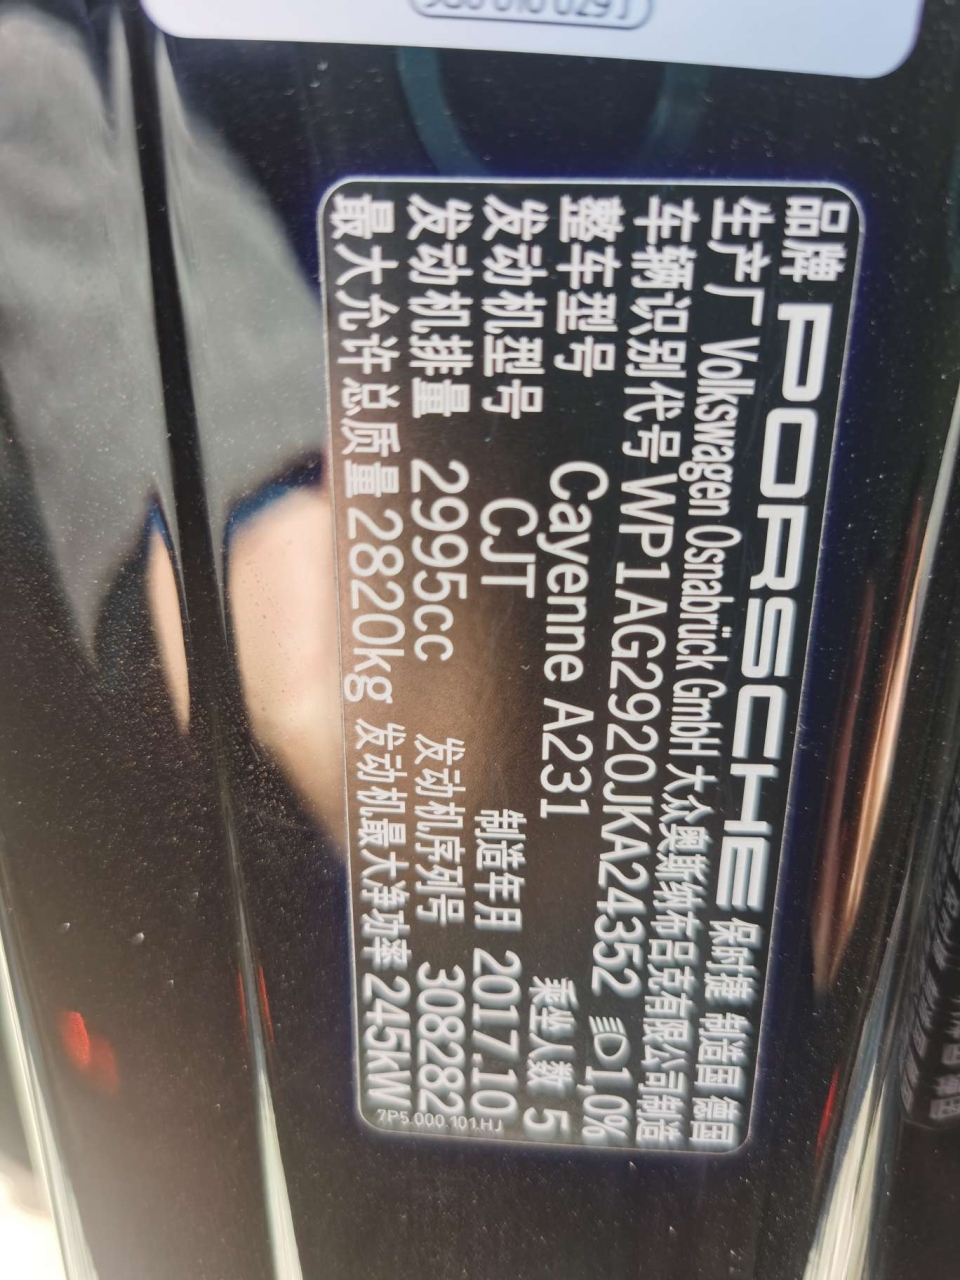 品牌 PORSCHE 保时捷 制造国 德国
生产厂 Volkswagen Osnabrück GmbH 大众奥斯纳布吕克有限公司制造
车辆识别代号 WP1AG2920JKA24352 1,0%
整车型号 Cayenne A231 乘坐人数 5
发动机型号 CJT 制造年月 2017.10
发动机排量 2995cc 发动机序列号 308282
最大允许总质量 2820kg 发动机最大净功率 245KW
7P5.000.101.HJ